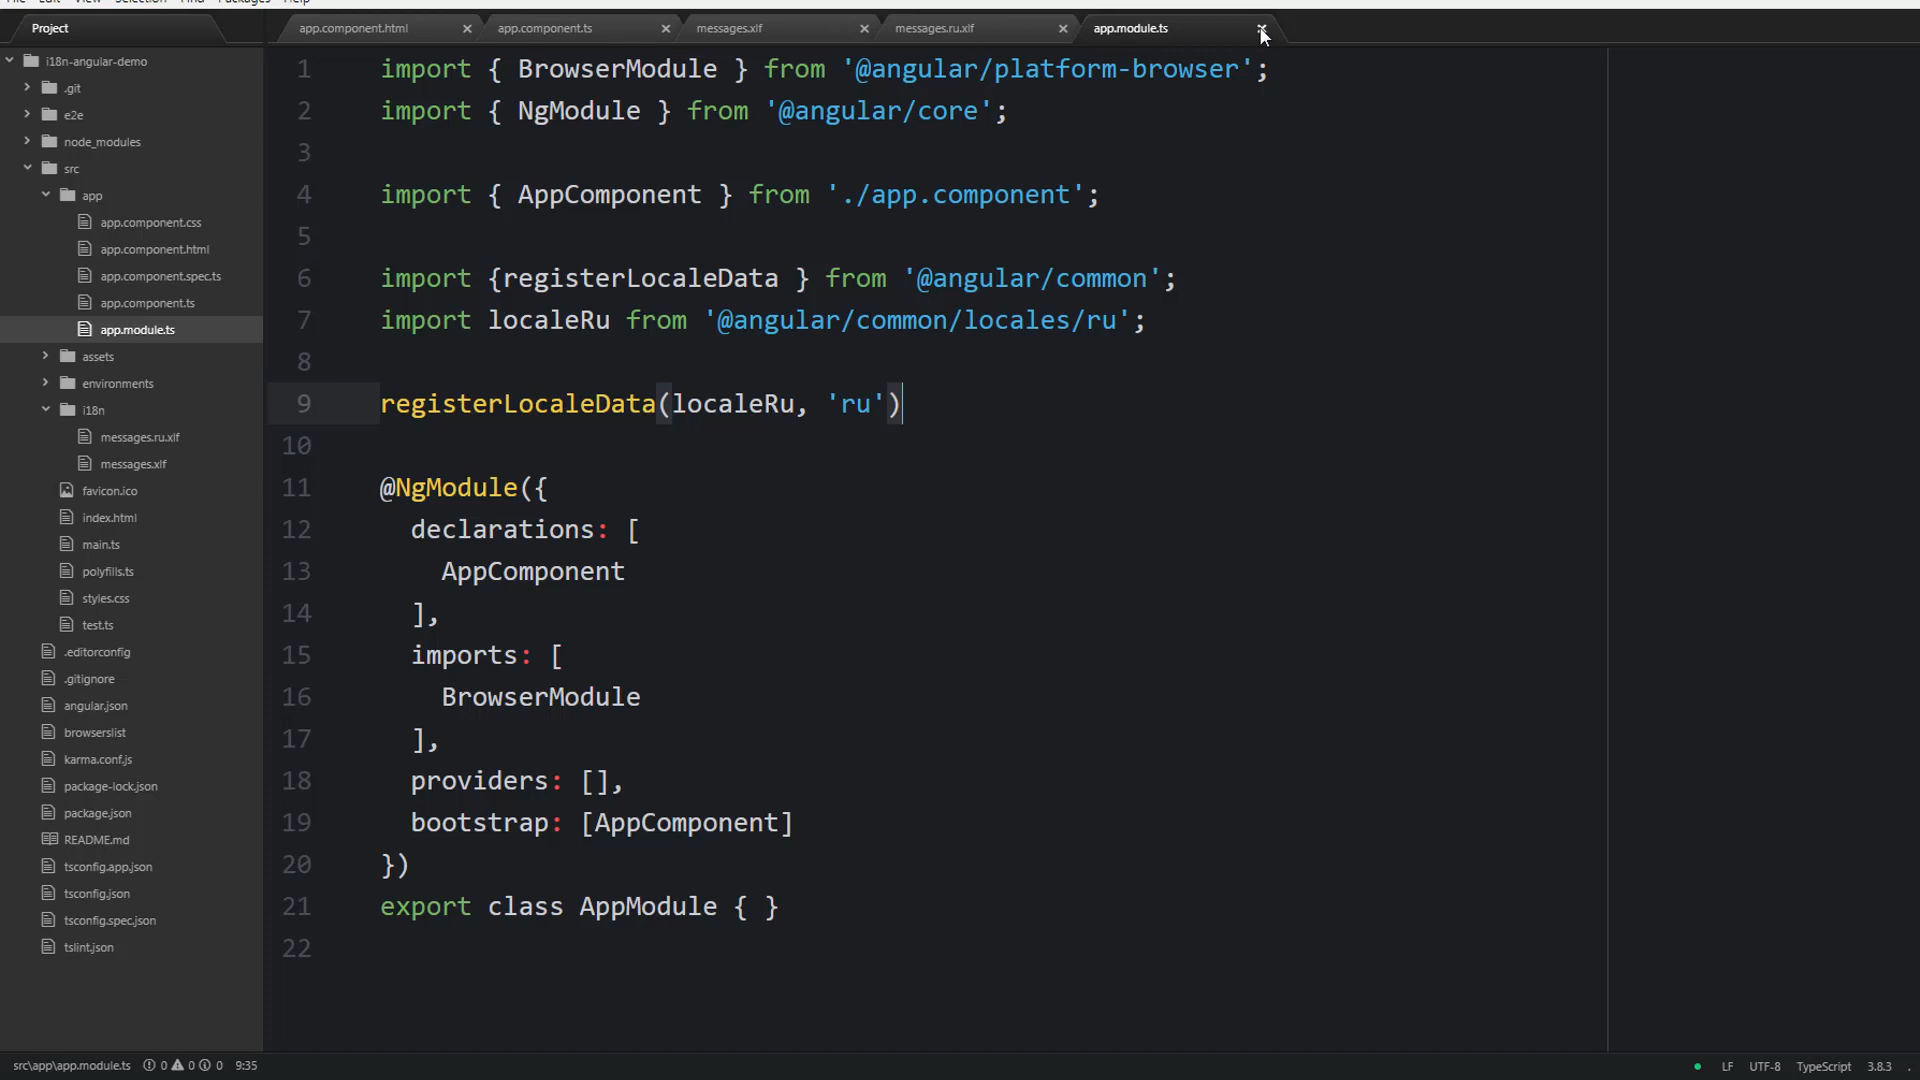 File Edit View Selection Find Packages Help
Project
app.component.html
app.component.ts
messages.xlf
messages.ru.xlf
app.module.ts
i18n-angular-demo
.git
e2e
node_modules
src
app
app.component.css
app.component.html
app.component.spec.ts
app.component.ts
app.module.ts
assets
environments
i18n
messages.ru.xlf
messages.xlf
favicon.ico
index.html
main.ts
polyfills.ts
styles.css
test.ts
.editorconfig
.gitignore
angular.json
browserslist
karma.conf.js
package-lock.json
package.json
README.md
tsconfig.app.json
tsconfig.json
tsconfig.spec.json
tslint.json
1 import { BrowserModule } from '@angular/platform-browser';
2 import { NgModule } from '@angular/core';
3
4 import { AppComponent } from './app.component';
5
6 import {registerLocaleData } from '@angular/common';
7 import localeRu from '@angular/common/locales/ru';
8
9 registerLocaleData(localeRu, 'ru')
10
11 @NgModule({
12 declarations: [
13 AppComponent
14 ],
15 imports: [
16 BrowserModule
17 ],
18 providers: [],
19 bootstrap: [AppComponent]
20 })
21 export class AppModule { }
22
src\app\app.module.ts 0 0 0 9:35
LF UTF-8 TypeScript 3.8.3